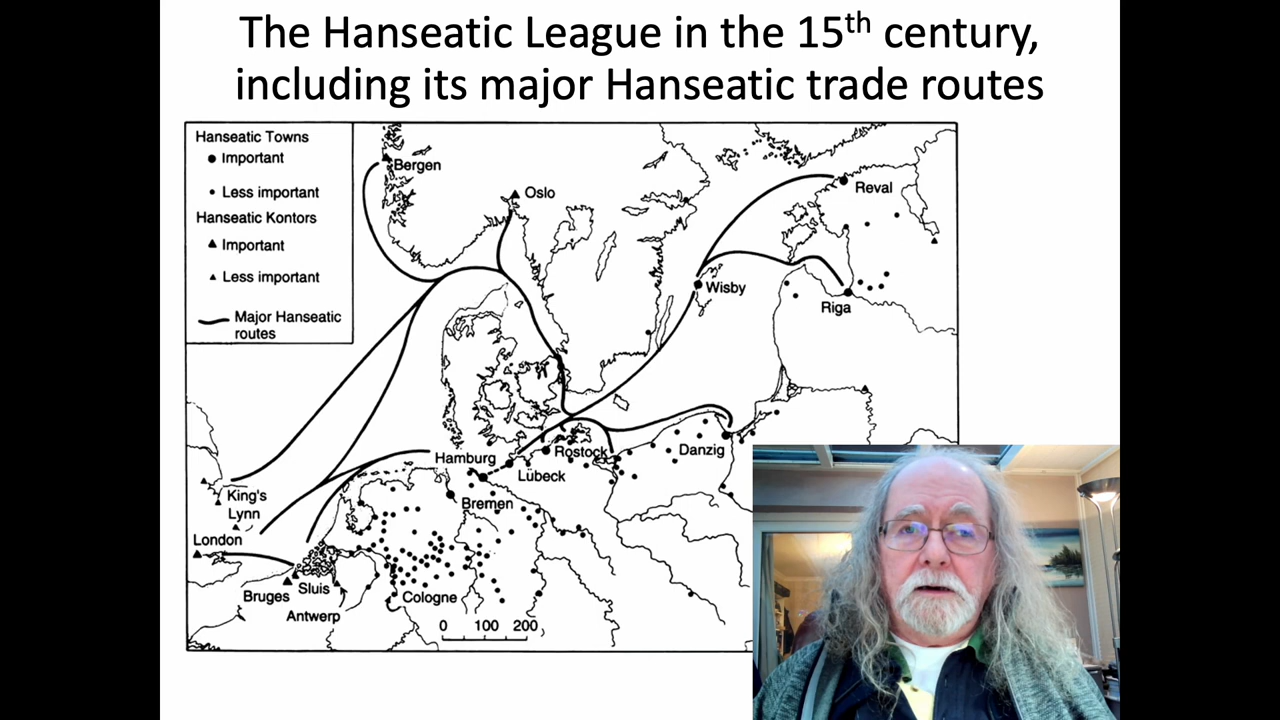 The Hanseatic League in the 15th century,
including its major Hanseatic trade routes
Hanseatic Towns
Important
Less important
Hanseatic Kontors
Important
Less important
Major Hanseatic
routes
Bergen
Oslo
Reval
Wisby
Riga
Hamburg
Rostock
Danzig
Lübeck
King's
Lynn
Bremen
London
Bruges
Sluis
Antwerp
Cologne
0 100 200